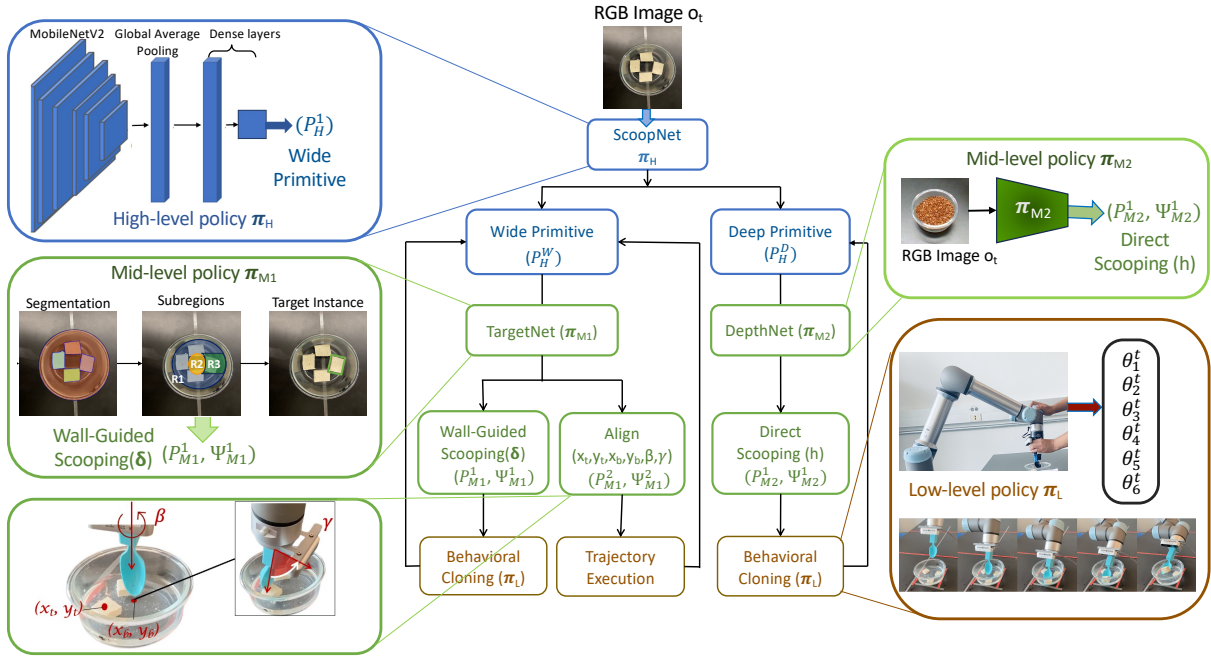 RGB Image o_t
MobileNetV2
Global Average
Pooling
Dense layers
(P_H^1)
Wide
Primitive
High-level policy π_H
ScoopNet
π_H
Mid-level policy π_M2
π_M2
(P_M2^1, Ψ_M2^1)
Direct
Scooping (h)
RGB Image o_t
Wide Primitive
(P_H^W)
Deep Primitive
(P_H^D)
Mid-level policy π_M1
Segmentation
Subregions
Target Instance
R1
R2
R3
Wall-Guided
Scooping(δ)
(P_M1^1, Ψ_M1^1)
TargetNet (π_M1)
DepthNet (π_M2)
Wall-Guided
Scooping(δ)
(P_M1^1, Ψ_M1^1)
Align
(x_t,y_t,x_b,y_b,β,γ)
(P_M1^2, Ψ_M1^2)
Direct
Scooping (h)
(P_M2^1, Ψ_M2^1)
Behavioral
Cloning (π_L)
Trajectory
Execution
Behavioral
Cloning (π_L)
β
γ
(x_t, y_t)
(x_b, y_b)
θ_1^t
θ_2^t
θ_3^t
θ_4^t
θ_5^t
θ_6^t
Low-level policy π_L